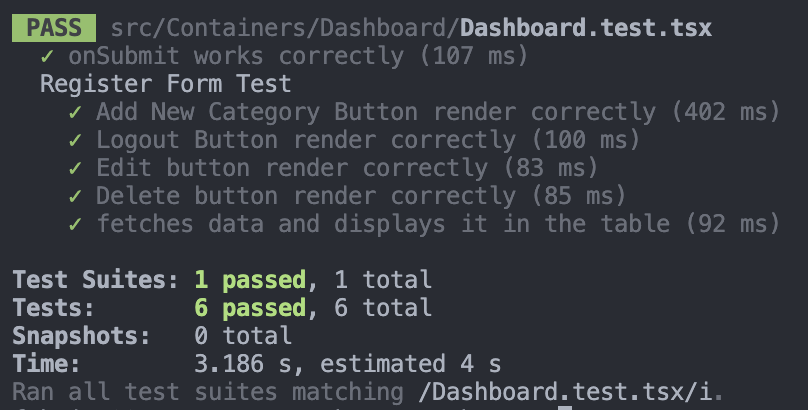 PASS src/Containers/Dashboard/Dashboard.test.tsx
✓ onSubmit works correctly (107 ms)
Register Form Test
✓ Add New Category Button render correctly (402 ms)
✓ Logout Button render correctly (100 ms)
✓ Edit button render correctly (83 ms)
✓ Delete button render correctly (85 ms)
✓ fetches data and displays it in the table (92 ms)
Test Suites: 1 passed, 1 total
Tests: 6 passed, 6 total
Snapshots: 0 total
Time: 3.186 s, estimated 4 s
Ran all test suites matching /Dashboard.test.tsx/i.